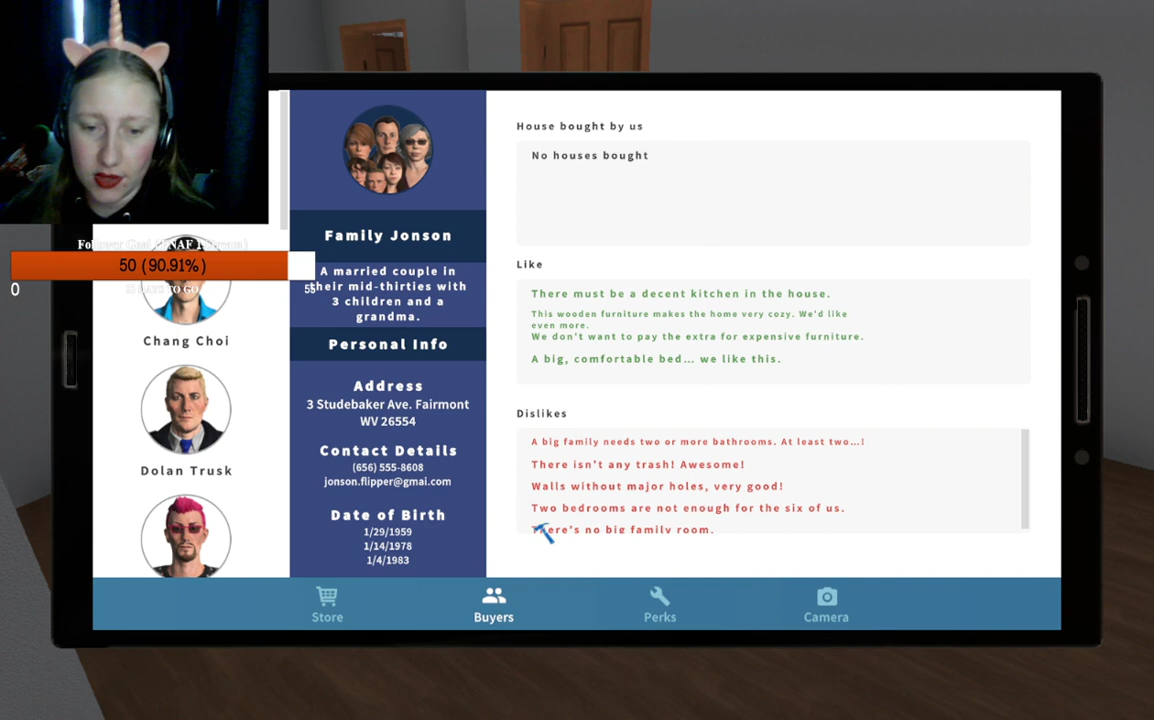 Follower Goal
50 (90.91%)
0
55
DAYS TO GO
Chang Choi
Dolan Trusk
Family Jonson
A married couple in
their mid-thirties with
3 children and a
grandma.
Personal Info
Address
3 Studebaker Ave. Fairmont
WV 26554
Contact Details
(656) 555-8608
jonson.flipper@gmai.com
Date of Birth
1/29/1959
1/14/1978
1/4/1983
House bought by us
No houses bought
Like
There must be a decent kitchen in the house.
This wooden furniture makes the home very cozy. We'd like
even more.
We don't want to pay the extra for expensive furniture.
A big, comfortable bed... we like this.
Dislikes
A big family needs two or more bathrooms. At least two...!
There isn't any trash! Awesome!
Walls without major holes, very good!
Two bedrooms are not enough for the six of us.
There's no big family room.
Store
Buyers
Perks
Camera